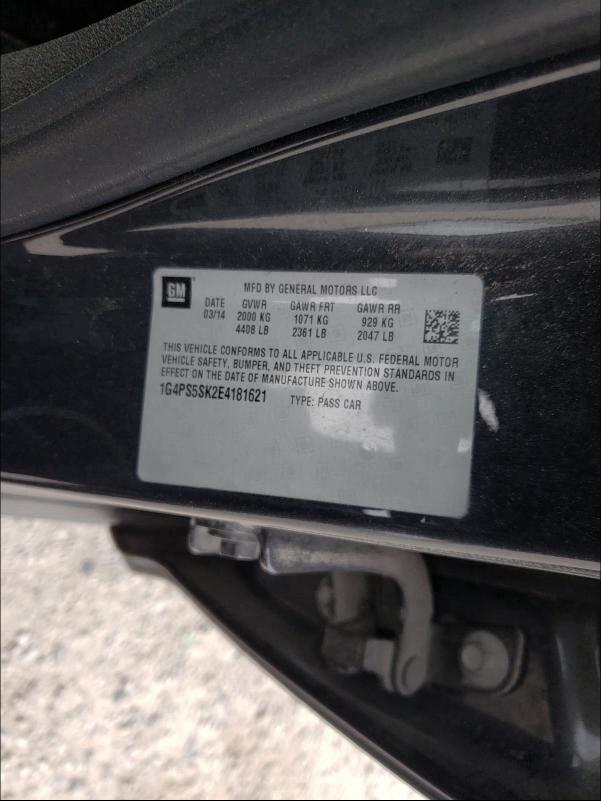 GM
MFD BY GENERAL MOTORS LLC
DATE GVWR GAWR FRT GAWR RR
03/14 2000 KG 1071 KG 929 KG
4408 LB 2361 LB 2047 LB
THIS VEHICLE CONFORMS TO ALL APPLICABLE U.S. FEDERAL MOTOR
VEHICLE SAFETY, BUMPER, AND THEFT PREVENTION STANDARDS IN
EFFECT ON THE DATE OF MANUFACTURE SHOWN ABOVE.
1G4PS5SK2E4181621 TYPE: PASS CAR